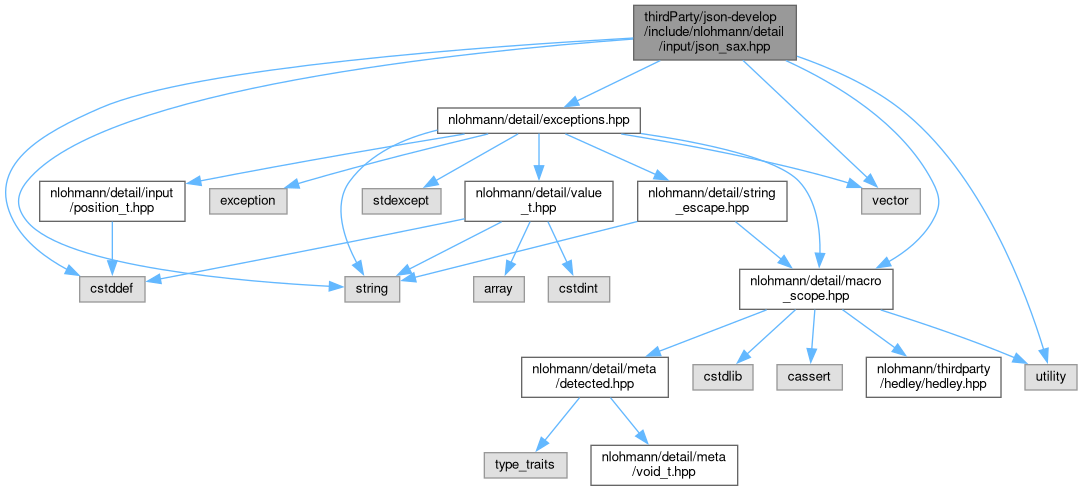 thirdParty/json-develop
/include/nlohmann/detail
/input/json_sax.hpp
nlohmann/detail/exceptions.hpp
nlohmann/detail/input
/position_t.hpp
exception
stdexcept
nlohmann/detail/value
_t.hpp
nlohmann/detail/string
_escape.hpp
vector
cstddef
string
array
cstdint
nlohmann/detail/macro
_scope.hpp
nlohmann/detail/meta
/detected.hpp
cstdlib
cassert
nlohmann/thirdparty
/hedley/hedley.hpp
utility
type_traits
nlohmann/detail/meta
/void_t.hpp